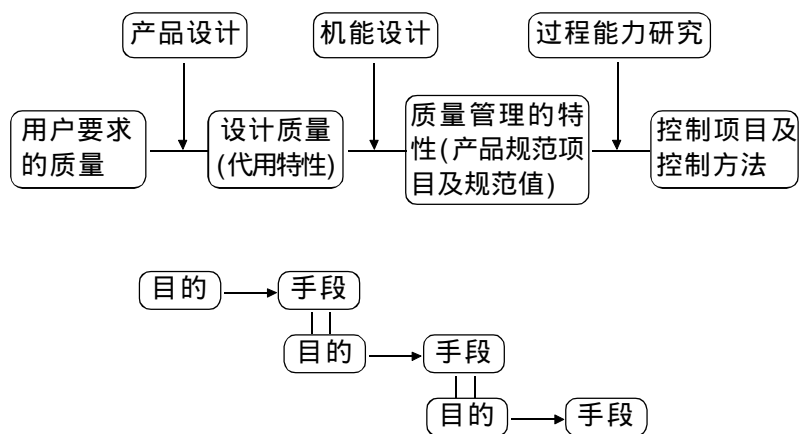 产品设计
机能设计
过程能力研究
用户要求
的质量
设计质量
(代用特性)
质量管理的特
性(产品规范项
目及规范值)
控制项目及
控制方法
目的
手段
目的
手段
目的
手段